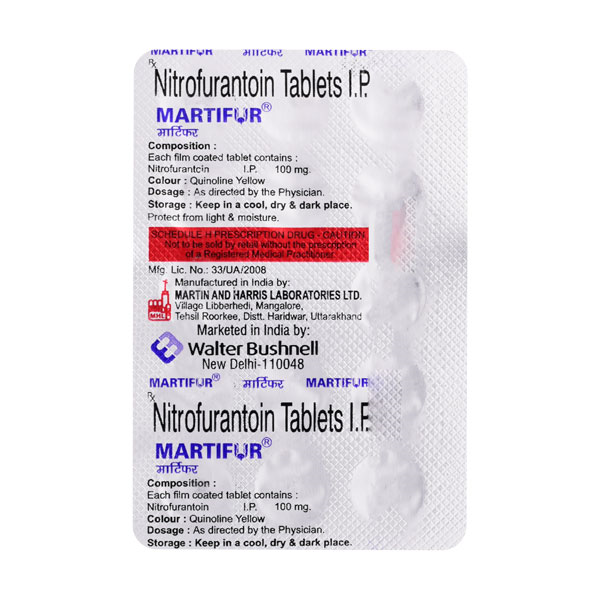 MARTIFUR मार्टिफर MARTIFUR
Rx
Nitrofurantoin Tablets I.P.
MARTIFUR®
मार्टिफर
Composition :
Each film coated tablet contains :
Nitrofurantoin I.P. 100 mg.
Colour : Quinoline Yellow
Dosage : As directed by the Physician.
Storage : Keep in a cool, dry & dark place.
Protect from light & moisture.
SCHEDULE H PRESCRIPTION DRUG - CAUTION
Not to be sold by retail without the prescription
of a Registered Medical Practitioner.
Mfg. Lic. No.: 33/UA/2008
Manufactured in India by:
MARTIN AND HARRIS LABORATORIES LTD.
Village Libberhedi, Mangalore,
Tehsil Roorkee, Distt. Haridwar, Uttarakhand
MHL
Marketed in India by:
Walter Bushnell
New Delhi-110048
MARTIFUR® मार्टिफर MARTIFUR
Rx
Nitrofurantoin Tablets I.F
MARTIFUR®
मार्टिफर
Composition :
Each film coated tablet contains :
Nitrofurantoin I.P. 100 mg.
Colour : Quinoline Yellow
Dosage : As directed by the Physician.
Storage : Keep in a cool, dry & dark place.